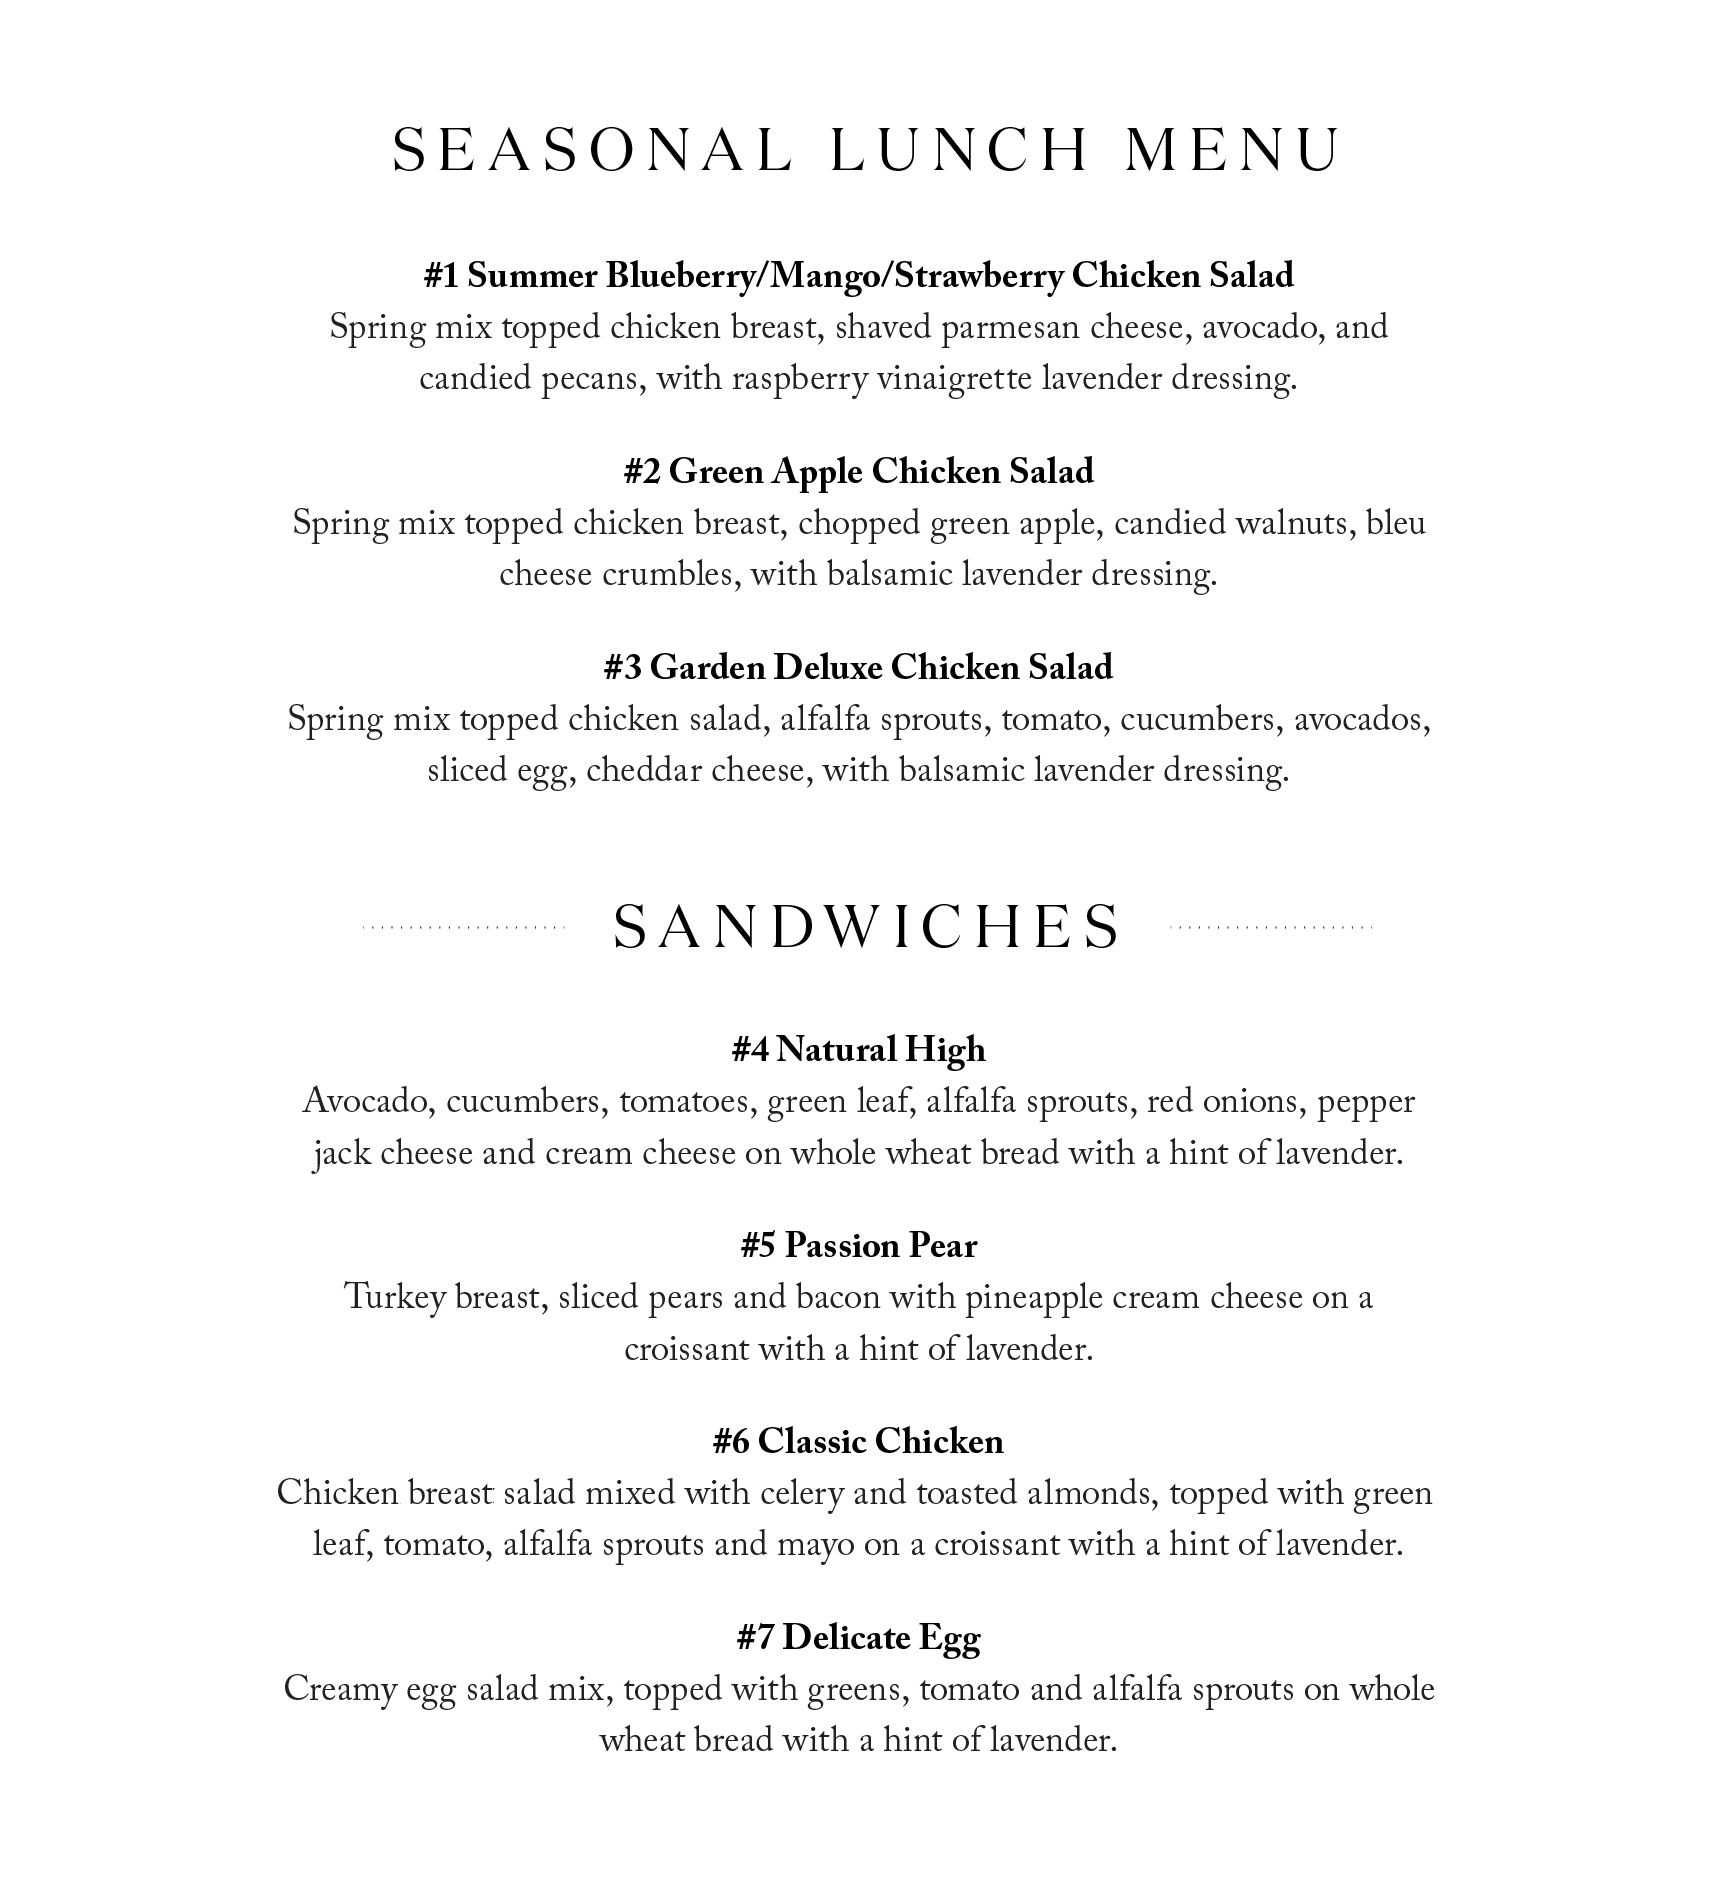 SEASONAL LUNCH MENU
#1 Summer Blueberry/Mango/Strawberry Chicken Salad
Spring mix topped chicken breast, shaved parmesan cheese, avocado, and
candied pecans, with raspberry vinaigrette lavender dressing.
#2 Green Apple Chicken Salad
Spring mix topped chicken breast, chopped green apple, candied walnuts, bleu
cheese crumbles, with balsamic lavender dressing.
#3 Garden Deluxe Chicken Salad
Spring mix topped chicken salad, alfalfa sprouts, tomato, cucumbers, avocados,
sliced egg, cheddar cheese, with balsamic lavender dressing.
SANDWICHES
#4 Natural High
Avocado, cucumbers, tomatoes, green leaf, alfalfa sprouts, red onions, pepper
jack cheese and cream cheese on whole wheat bread with a hint of lavender.
#5 Passion Pear
Turkey breast, sliced pears and bacon with pineapple cream cheese on a
croissant with a hint of lavender.
#6 Classic Chicken
Chicken breast salad mixed with celery and toasted almonds, topped with green
leaf, tomato, alfalfa sprouts and mayo on a croissant with a hint of lavender.
#7 Delicate Egg
Creamy egg salad mix, topped with greens, tomato and alfalfa sprouts on whole
wheat bread with a hint of lavender.